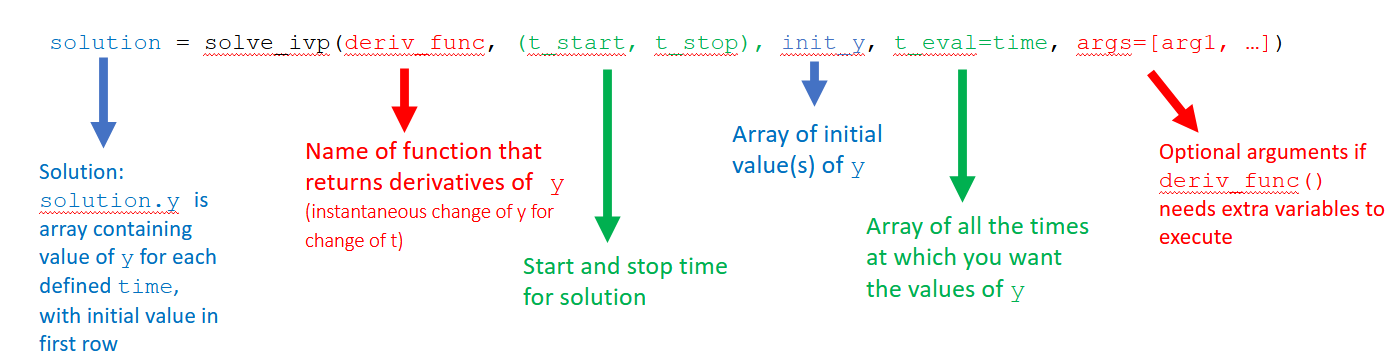 solution = solve_ivp(deriv_func, (t_start, t_stop), init_y, t_eval=time, args=[arg1, …])
Solution:
solution.y is
array containing
value of y for each
defined time,
with initial value in
first row
Name of function that
returns derivatives of y
(instantaneous change of y for
change of t)
Start and stop time
for solution
Array of initial
value(s) of y
Array of all the times
at which you want
the values of y
Optional arguments if
deriv_func()
needs extra variables to
execute